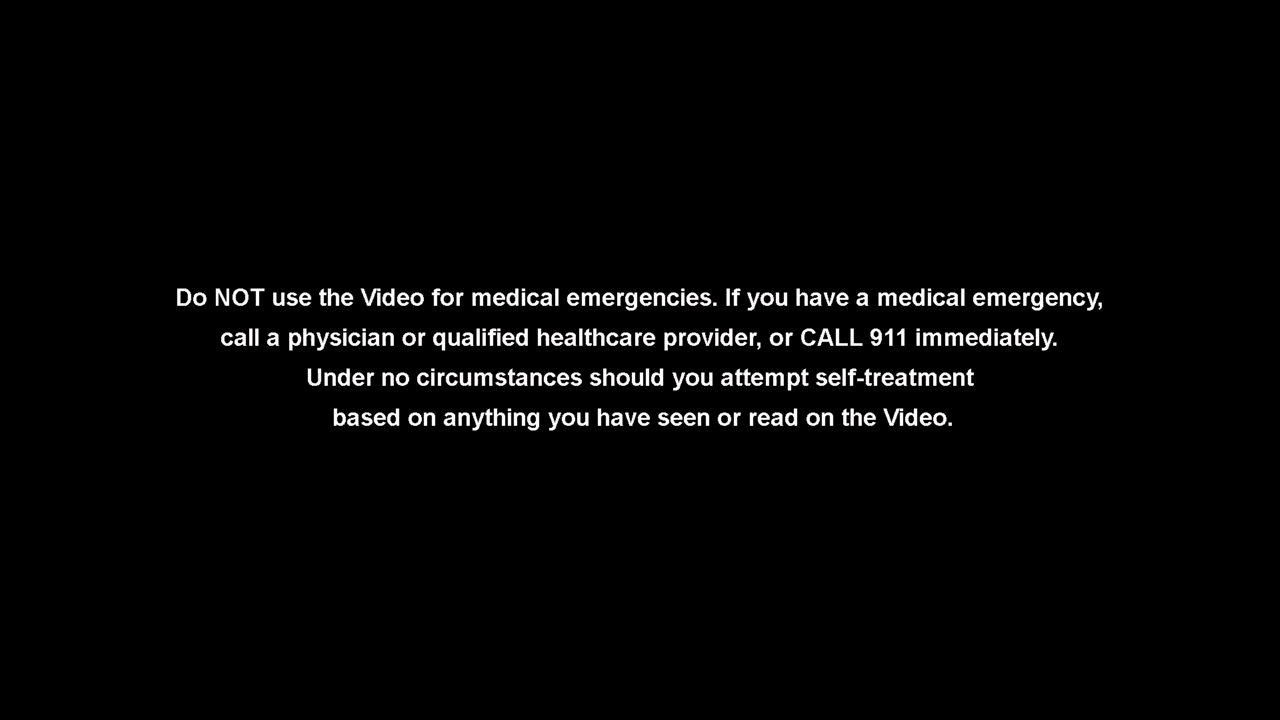 Do NOT use the Video for medical emergencies. If you have a medical emergency,
call a physician or qualified healthcare provider, or CALL 911 immediately.
Under no circumstances should you attempt self-treatment
based on anything you have seen or read on the Video.